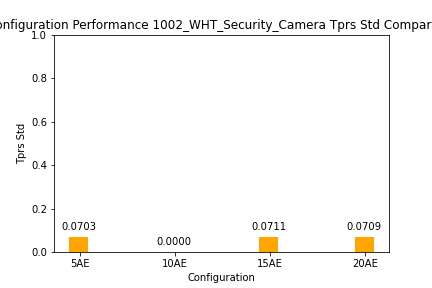 onfiguration Performance 1002_WHT_Security_Camera Tprs Std Compar
1.0
0.8
0.6
0.4
0.2
0.0
Tprs Std
0.0703
0.0000
0.0711
0.0709
5AE
10AE
15AE
20AE
Configuration